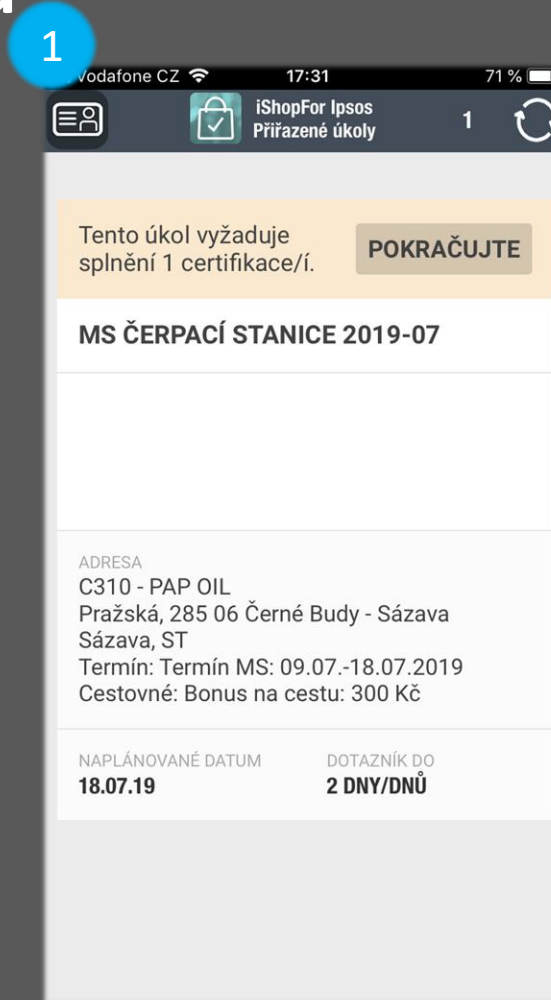 1
Vodafone CZ 17:31 71 %
iShopFor Ipsos
Přiřazené úkoly
1
Tento úkol vyžaduje
splnění 1 certifikace/í.
POKRAČUJTE
MS ČERPACÍ STANICE 2019-07
ADRESA
C310 - PAP OIL
Pražská, 285 06 Černé Budy - Sázava
Sázava, ST
Termín: Termín MS: 09.07.-18.07.2019
Cestovné: Bonus na cestu: 300 Kč
NAPLÁNOVANÉ DATUM DOTAZNÍK DO
18.07.19 2 DNY/DNŮ